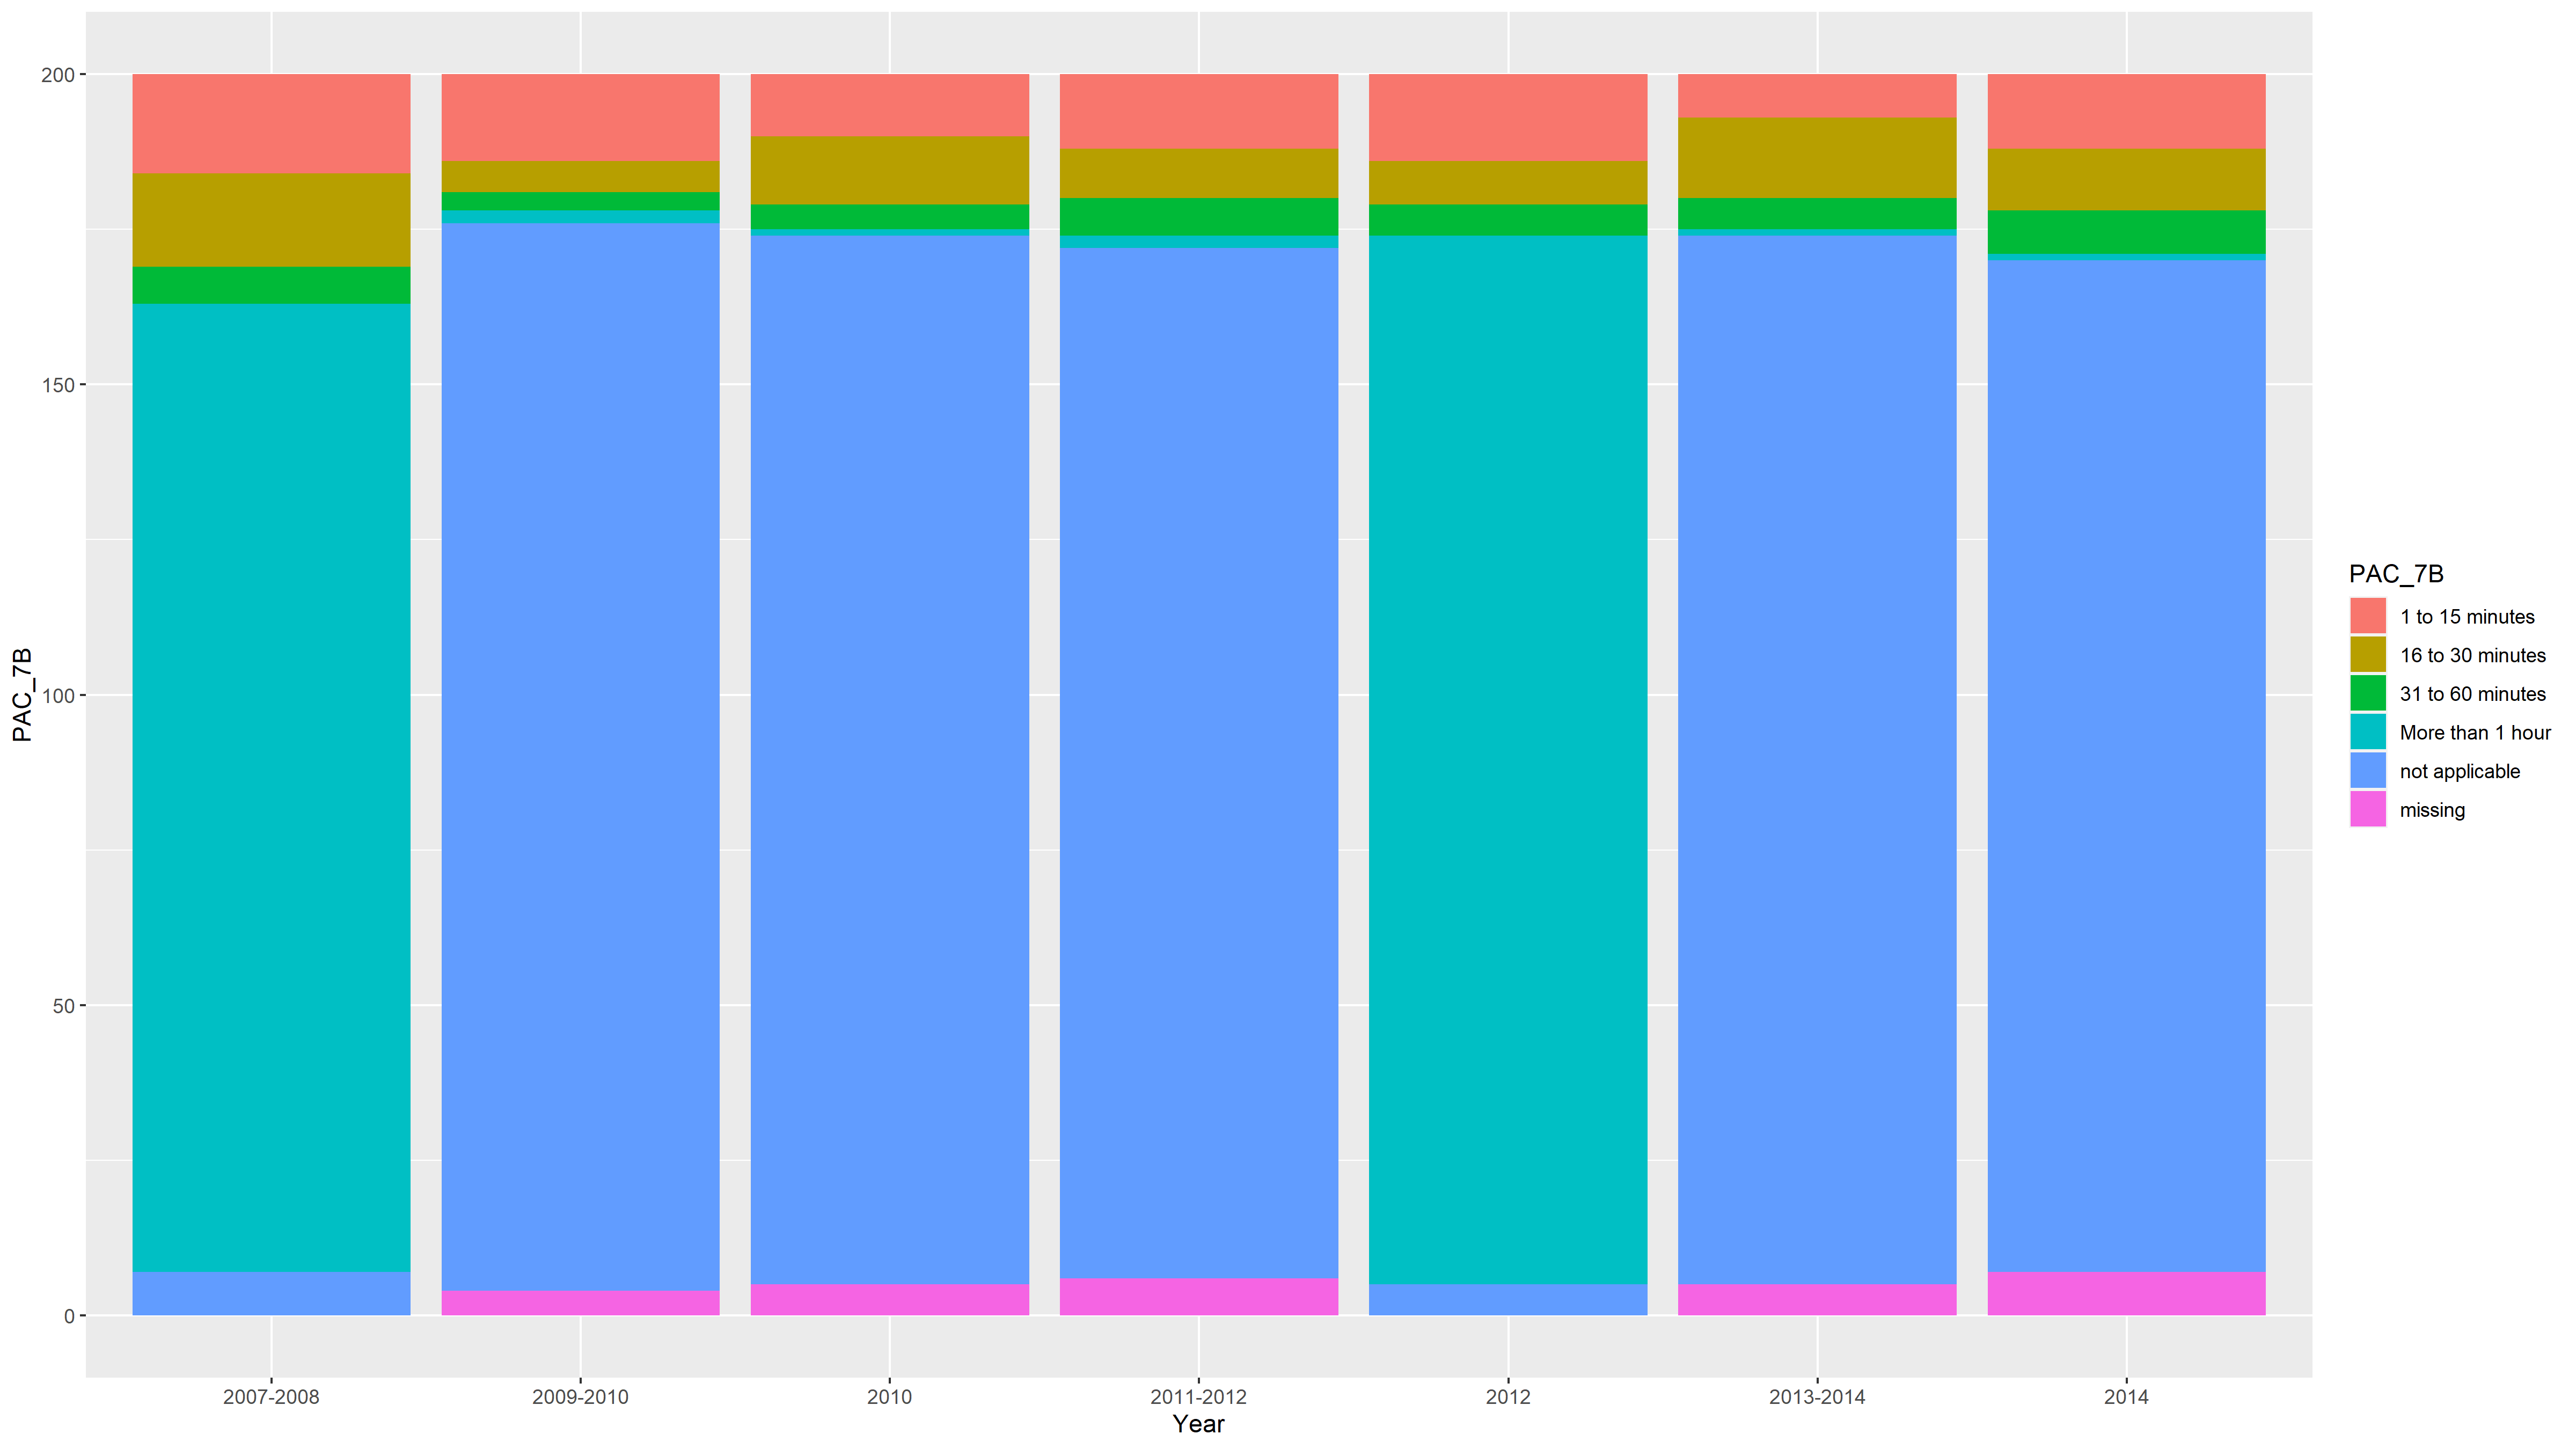 200
150
100
50
0
PAC_7B
2007-2008
2009-2010
2010
2011-2012
2012
2013-2014
2014
Year
PAC_7B
1 to 15 minutes
16 to 30 minutes
31 to 60 minutes
More than 1 hour
not applicable
missing